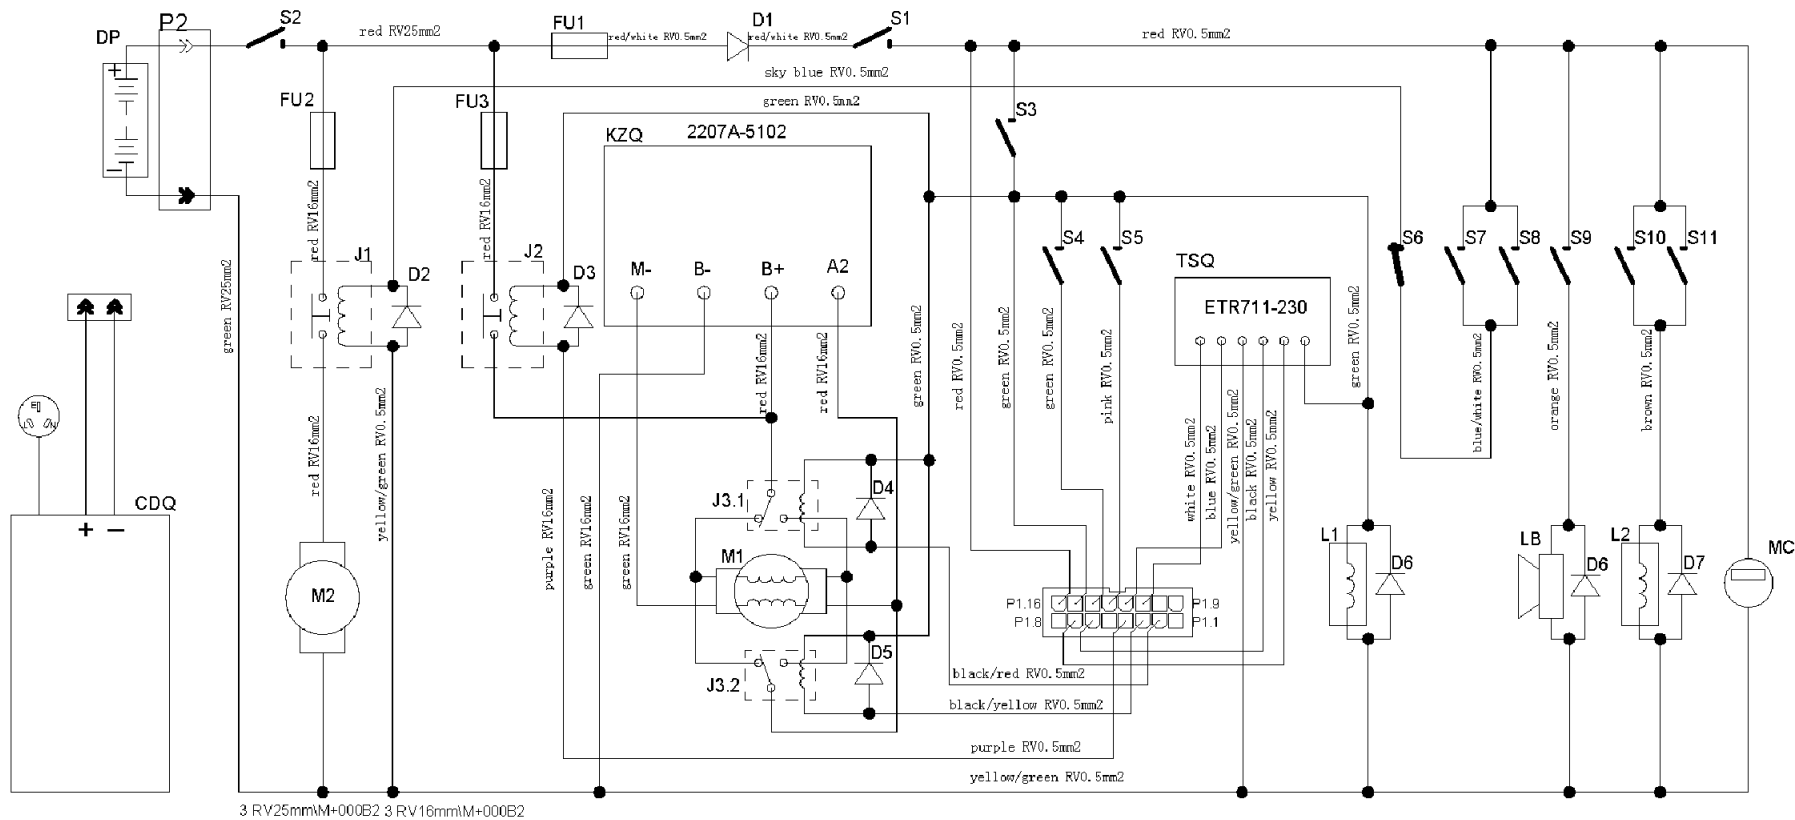 P2
S2
DP
red RV25mm2
FU1
red/white RV0.5mm2
D1
red/white RV0.5mm2
S1
red RV0.5mm2
sky blue RV0.5mm2
green RV0.5mm2
FU2
FU3
KZQ
2207A-5102
S3
+
−
red RV16mm2
red RV16mm2
green RV25mm2
J1
D2
J2
D3
M-
B-
B+
A2
S4
S5
TSQ
ETR711-230
S6
S7
S8
S9
S10
S11
red RV16mm2
red RV16mm2
green RV0.5mm2
red RV0.5mm2
green RV0.5mm2
green RV0.5mm2
pink RV0.5mm2
green RV0.5mm2
blue/white RV0.5mm2
orange RV0.5mm2
brown RV0.5mm2
red RV16mm2
yellow/green RV0.5mm2
purple RV16mm2
green RV16mm2
green RV16mm2
white RV0.5mm2
blue RV0.5mm2
yellow/green RV0.5mm2
black RV0.5mm2
yellow RV0.5mm2
E
L
N
CDQ
+ −
J3.1
D4
M1
M2
L1
D6
LB
D6
L2
D7
MC
P1.16
P1.9
P1.8
P1.1
J3.2
D5
black/red RV0.5mm2
black/yellow RV0.5mm2
purple RV0.5mm2
yellow/green RV0.5mm2
3 RV25mm\M+000B2 3 RV16mm\M+000B2